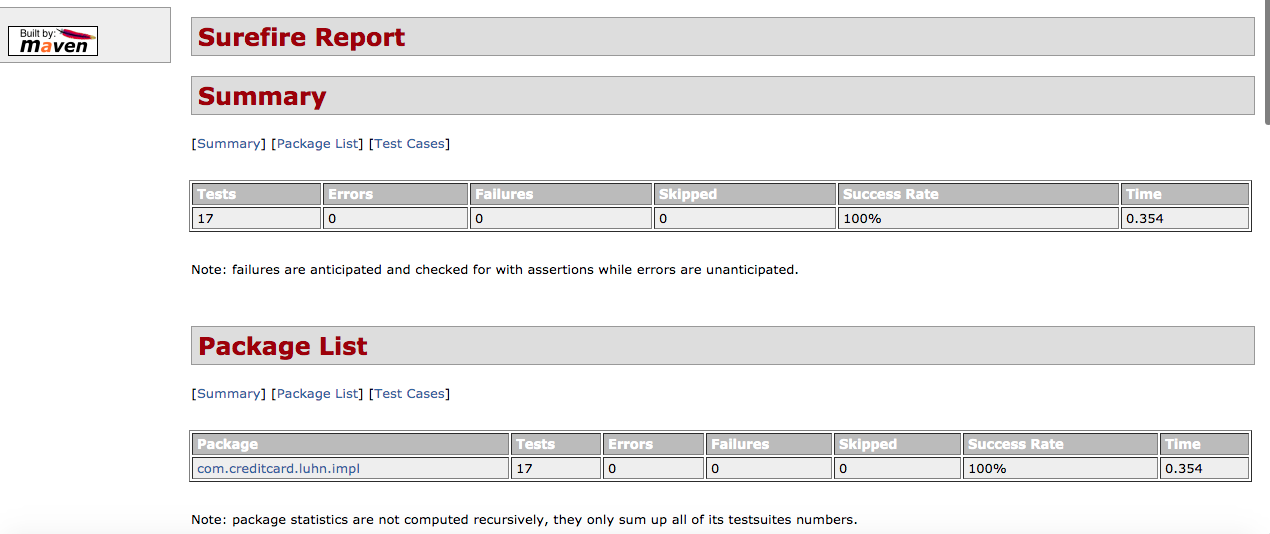 Built by:
maven
Surefire Report
Summary
[Summary] [Package List] [Test Cases]
Tests Errors Failures Skipped Success Rate Time
17 0 0 0 100% 0.354
Note: failures are anticipated and checked for with assertions while errors are unanticipated.
Package List
[Summary] [Package List] [Test Cases]
Package Tests Errors Failures Skipped Success Rate Time
com.creditcard.luhn.impl 17 0 0 0 100% 0.354
Note: package statistics are not computed recursively, they only sum up all of its testsuites numbers.